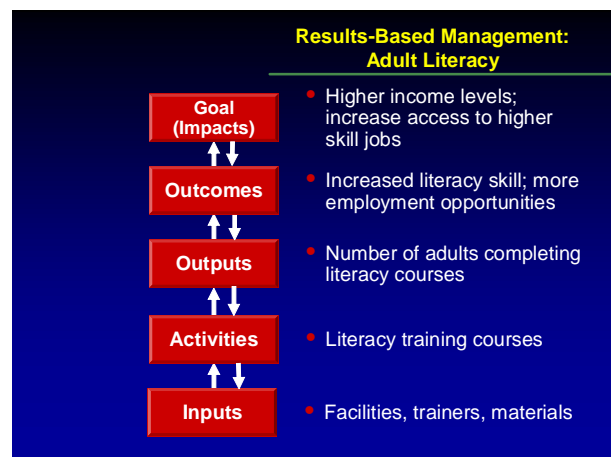 Results-Based Management:
Adult Literacy
Goal
(Impacts)
• Higher income levels;
increase access to higher
skill jobs
Outcomes
• Increased literacy skill; more
employment opportunities
Outputs
• Number of adults completing
literacy courses
Activities
• Literacy training courses
Inputs
• Facilities, trainers, materials